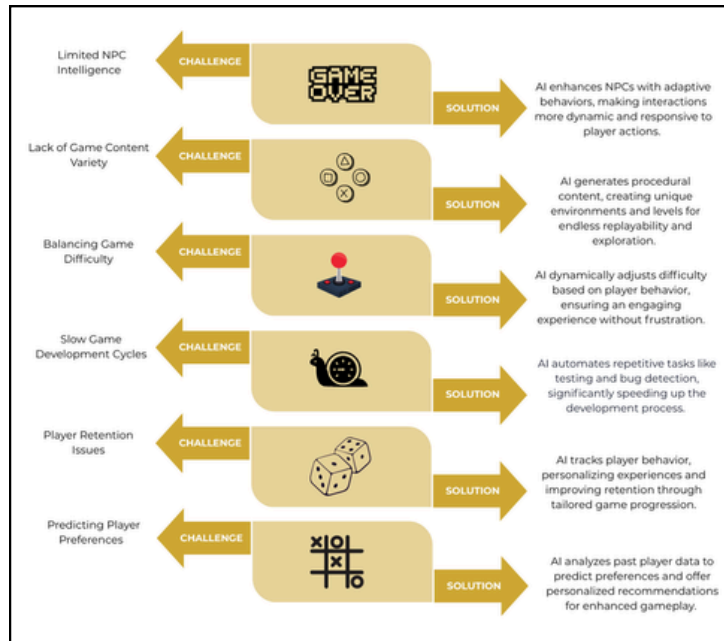 Limited NPC
Intelligence
CHALLENGE
GAME
OVER
SOLUTION
AI enhances NPCs with adaptive
behaviors, making interactions
more dynamic and responsive to
player actions.
Lack of Game Content
Variety
CHALLENGE
SOLUTION
AI generates procedural
content, creating unique
environments and levels for
endless replayability and
exploration.
Balancing Game
Difficulty
CHALLENGE
SOLUTION
AI dynamically adjusts difficulty
based on player behavior,
ensuring an engaging
experience without frustration.
Slow Game
Development Cycles
CHALLENGE
SOLUTION
AI automates repetitive tasks like
testing and bug detection,
significantly speeding up the
development process.
Player Retention
Issues
CHALLENGE
SOLUTION
AI tracks player behavior,
personalizing experiences and
improving retention through
tailored game progression.
Predicting Player
Preferences
CHALLENGE
XO
X
O
SOLUTION
AI analyzes past player data to
predict preferences and offer
personalized recommendations
for enhanced gameplay.